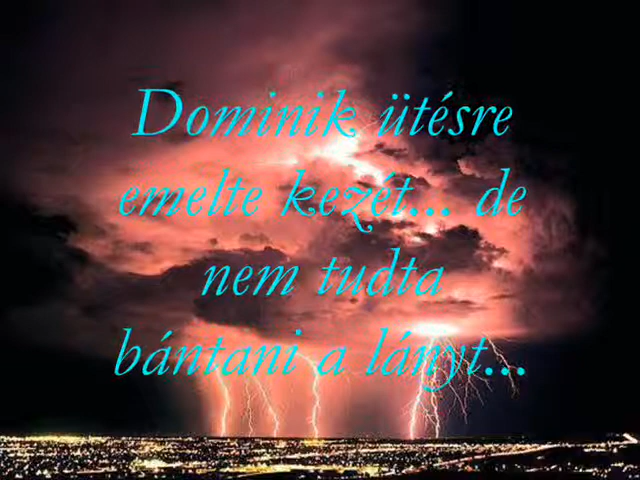 Dominik ütésre
emelte kezét... de
nem tudta
bántani a lányt...